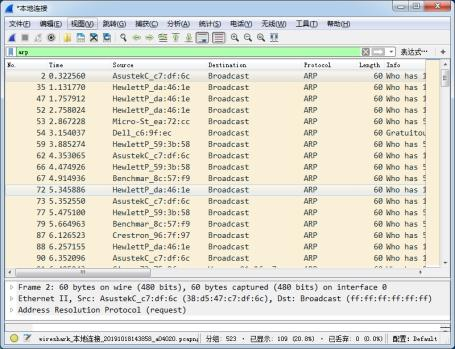 *本地连接
文件(F) 编辑(E) 视图(V) 跳转(G) 捕获(C) 分析(A) 统计(S) 电话(Y) 无线(W) 工具(T) 帮助(H)
arp 表达式… +
No. Time Source Destination Protocol Length Info
2 0.322560 AsustekC_c7:df:6c Broadcast ARP 60 Who has 1
35 1.131770 HewlettP_da:46:1e Broadcast ARP 60 Who has 1
47 1.757912 HewlettP_da:46:1e Broadcast ARP 60 Who has 1
52 2.758024 HewlettP_da:46:1e Broadcast ARP 60 Who has 1
53 2.867228 Micro-St_ea:72:cc Broadcast ARP 60 Who has 5
54 3.154037 Dell_c6:9f:ec Broadcast ARP 60 Gratuitou
59 3.885274 HewlettP_59:3b:58 Broadcast ARP 60 Who has 5
62 4.353065 AsustekC_c7:df:6c Broadcast ARP 60 Who has 1
66 4.474926 HewlettP_59:3b:58 Broadcast ARP 60 Who has 5
67 4.914936 Benchmar_8c:57:f9 Broadcast ARP 60 Who has 5
72 5.345886 HewlettP_da:46:1e Broadcast ARP 60 Who has 1
73 5.352550 AsustekC_c7:df:6c Broadcast ARP 60 Who has 1
77 5.475100 HewlettP_59:3b:58 Broadcast ARP 60 Who has 5
79 5.664963 Benchmar_8c:57:f9 Broadcast ARP 60 Who has 5
87 6.126523 Crestron_96:7f:97 Broadcast ARP 60 Who has 5
88 6.257155 HewlettP_da:46:1e Broadcast ARP 60 Who has 1
90 6.352096 AsustekC_c7:df:6c Broadcast ARP 60 Who has 1
Frame 2: 60 bytes on wire (480 bits), 60 bytes captured (480 bits) on interface 0
Ethernet II, Src: AsustekC_c7:df:6c (38:d5:47:c7:df:6c), Dst: Broadcast (ff:ff:ff:ff:ff:ff)
Address Resolution Protocol (request)
wireshark_本地连接_20191018143858_a04020.pcapng 分组: 523 · 已显示: 109 (20.8%) · 已丢弃: 0 (0.0%) 配置: Default